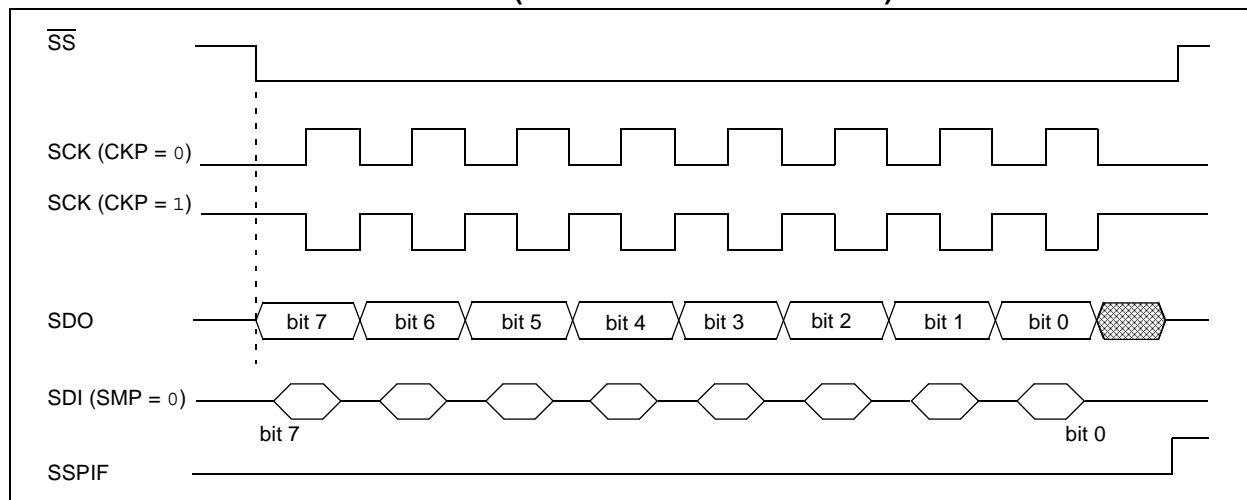 SS
SCK (CKP = 0)
SCK (CKP = 1)
SDO bit 7 bit 6 bit 5 bit 4 bit 3 bit 2 bit 1 bit 0
SDI (SMP = 0)
bit 7 bit 0
SSPIF